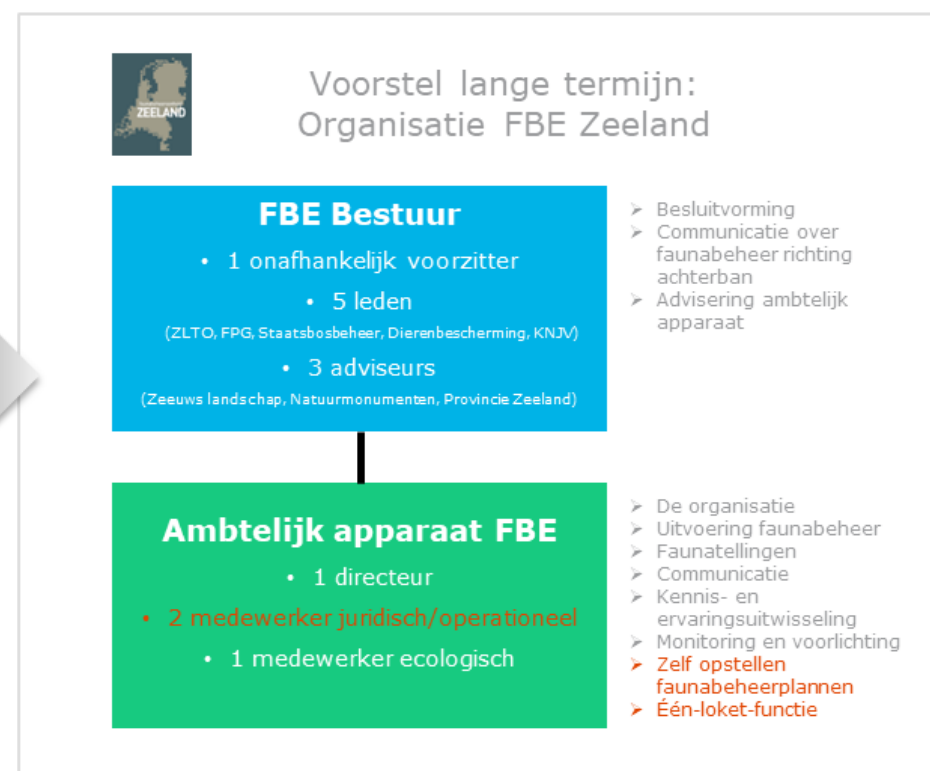 ZEELAND
Voorstel lange termijn:
Organisatie FBE Zeeland
FBE Bestuur
• 1 onafhankelijk voorzitter
• 5 leden
(ZLTO, FPG, Staatsbosbeheer, Dierenbescherming, KNJV)
• 3 adviseurs
(Zeeuws landschap, Natuurmonumenten, Provincie Zeeland)
➢ Besluitvorming
➢ Communicatie over
faunabeheer richting
achterban
➢ Advisering ambtelijk
apparaat
Ambtelijk apparaat FBE
• 1 directeur
• 2 medewerker juridisch/operationeel
• 1 medewerker ecologisch
➢ De organisatie
➢ Uitvoering faunabeheer
➢ Faunatellingen
➢ Communicatie
➢ Kennis- en
ervaringsuitwisseling
➢ Monitoring en voorlichting
➢ Zelf opstellen
faunabeheerplannen
➢ Één-loket-functie